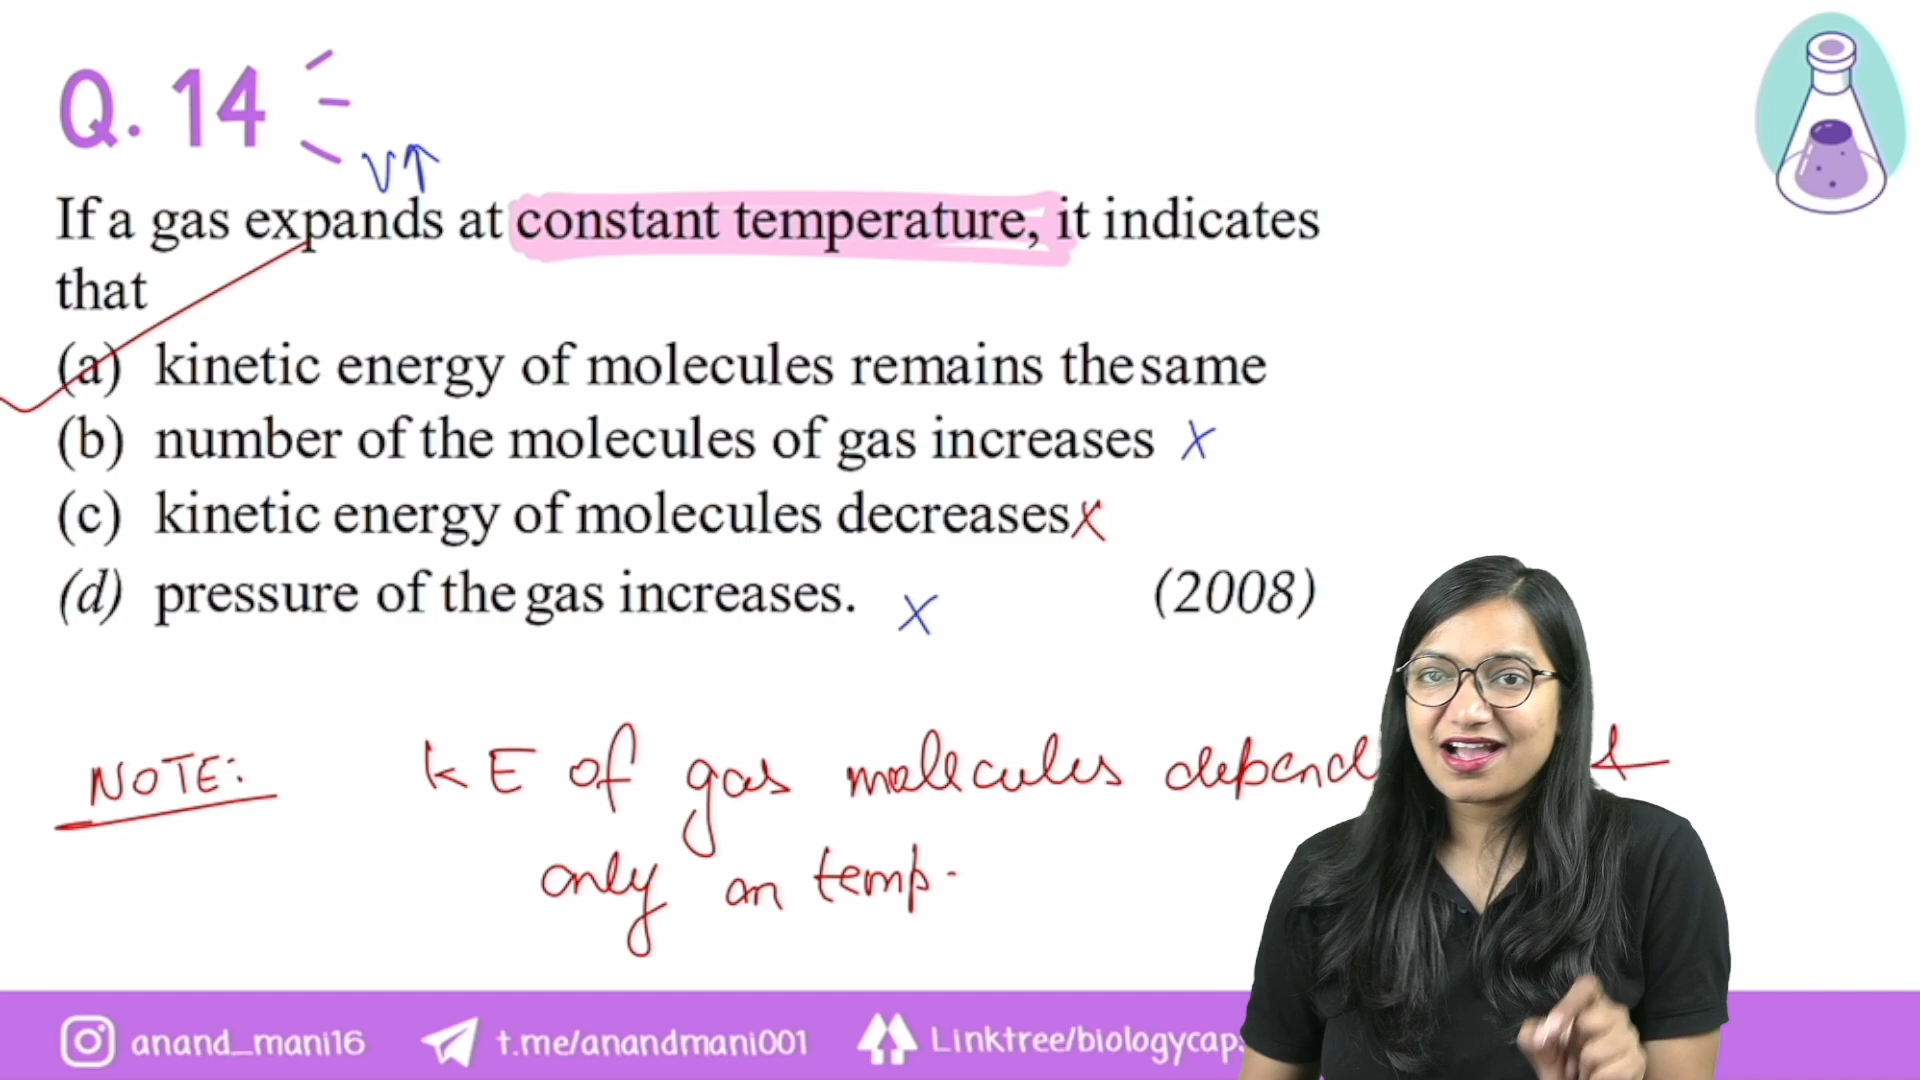 Q. 14
V↑
If a gas expands at constant temperature, it indicates
that
(a) kinetic energy of molecules remains the same
(b) number of the molecules of gas increases X
(c) kinetic energy of molecules decreases X
(d) pressure of the gas increases. X (2008)
NOTE: KE of gas molecules depend
only on temp.
anand_mani16 t.me/anandmani001 Linktree/biologycaps